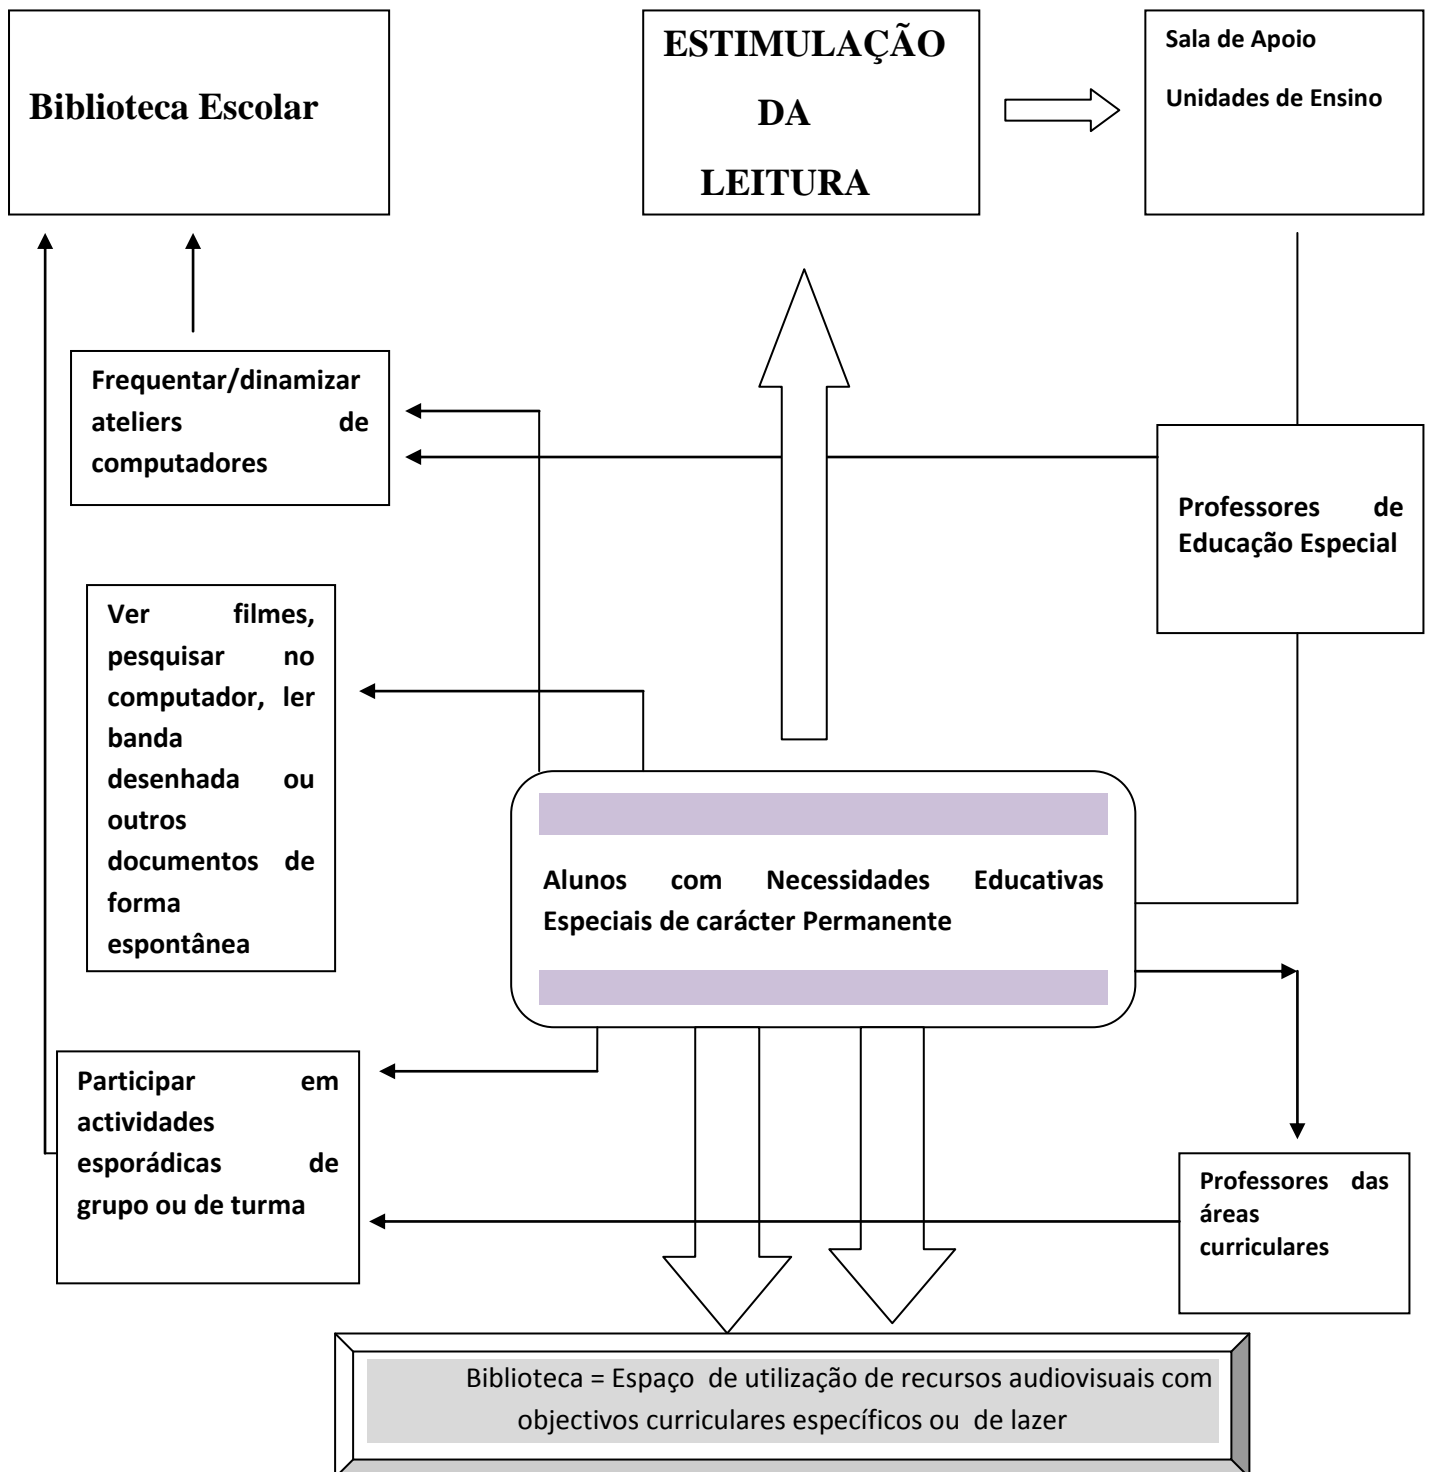 Biblioteca Escolar
ESTIMULAÇÃO
DA
LEITURA
Sala de Apoio
Unidades de Ensino
Frequentar/dinamizar
ateliers de
computadores
Professores de
Educação Especial
Ver filmes,
pesquisar no
computador, ler
banda
desenhada ou
outros
documentos de
forma
espontânea
Alunos com Necessidades Educativas
Especiais de carácter Permanente
Participar em
actividades
esporádicas de
grupo ou de turma
Professores das
áreas
curriculares
Biblioteca = Espaço de utilização de recursos audiovisuais com
objectivos curriculares específicos ou de lazer